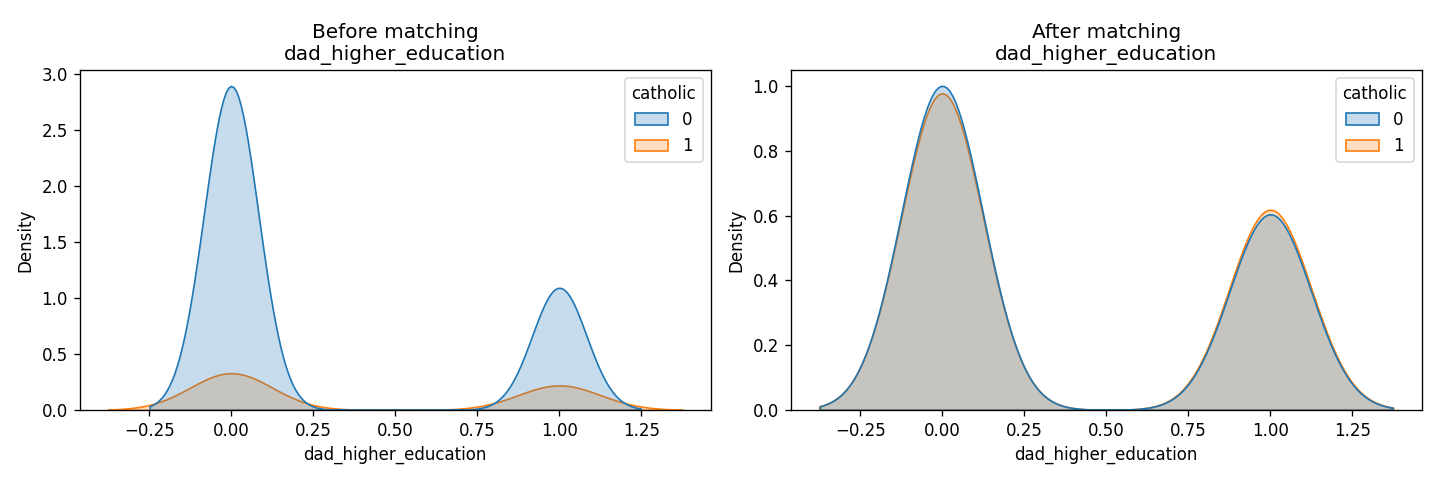 Before matching
dad_higher_education
3.0
2.5
2.0
1.5
1.0
0.5
0.0
Density
−0.25 0.00 0.25 0.50 0.75 1.00 1.25
dad_higher_education
catholic
0
1
After matching
dad_higher_education
1.0
0.8
0.6
0.4
0.2
0.0
Density
−0.25 0.00 0.25 0.50 0.75 1.00 1.25
dad_higher_education
catholic
0
1